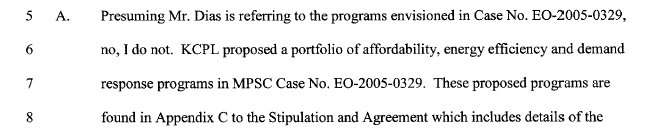 5 A. Presuming Mr. Dias is referring to the programs envisioned in Case No. EO-2005-0329,
6 no, I do not. KCPL proposed a portfolio of affordability, energy efficiency and demand
7 response programs in MPSC Case No. EO-2005-0329. These proposed programs are
8 found in Appendix C to the Stipulation and Agreement which includes details of the